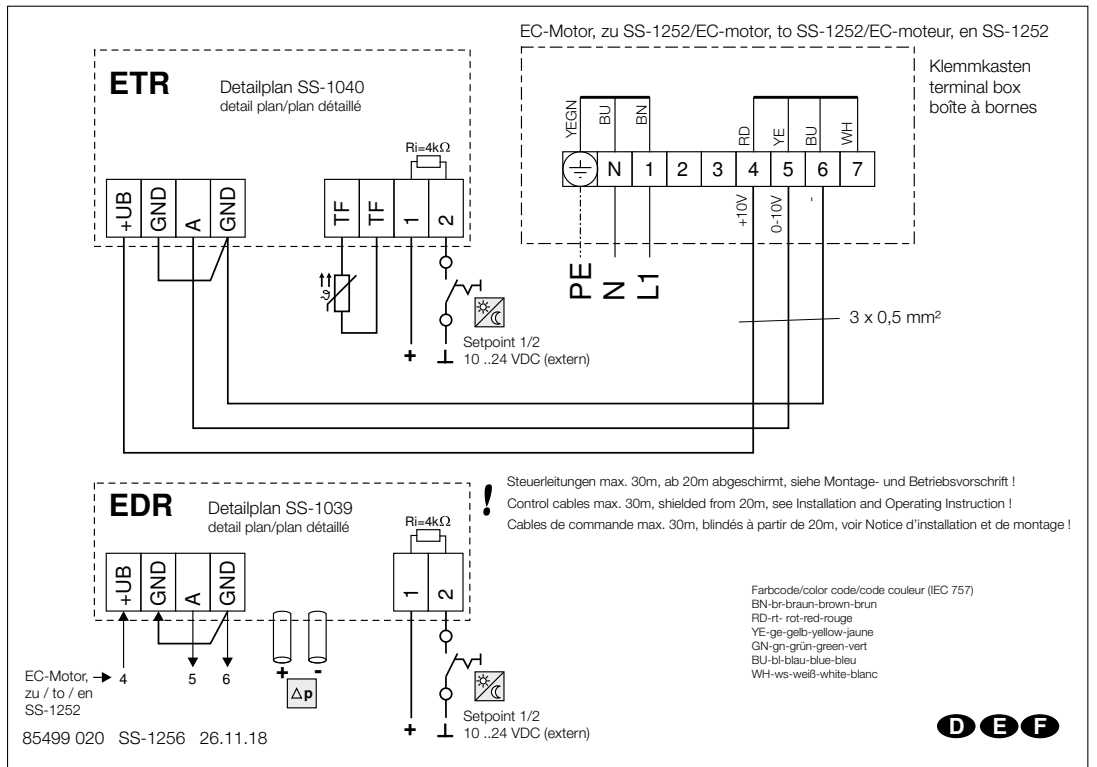 EC-Motor, zu SS-1252/EC-motor, to SS-1252/EC-moteur, en SS-1252
ETR
Detailplan SS-1040
detail plan/plan détaillé
Klemmkasten
terminal box
boîte à bornes
YEGN
BU
BN
RD
YE
BU
WH
Ri=4kΩ
N 1 2 3 4 5 6 7
+UB
GND
A
GND
TF
TF
1
2
+10V
0-10V
-
PE
N
L1
ϑ
3 x 0,5 mm²
Setpoint 1/2
10 ..24 VDC (extern)
+
EDR
Detailplan SS-1039
detail plan/plan détaillé
! Steuerleitungen max. 30m, ab 20m abgeschirmt, siehe Montage- und Betriebsvorschrift !
Control cables max. 30m, shielded from 20m, see Installation and Operating Instruction !
Cables de commande max. 30m, blindés à partir de 20m, voir Notice d'installation et de montage !
Ri=4kΩ
+UB
GND
A
GND
1
2
Farbcode/color code/code couleur (IEC 757)
BN-br-braun-brown-brun
RD-rt- rot-red-rouge
YE-ge-gelb-yellow-jaune
GN-gn-grün-green-vert
BU-bl-blau-blue-bleu
WH-ws-weiß-white-blanc
EC-Motor,
zu / to / en
SS-1252
4 5 6
+ -
Δp
Setpoint 1/2
10 ..24 VDC (extern)
+
85499 020 SS-1256 26.11.18
D E F